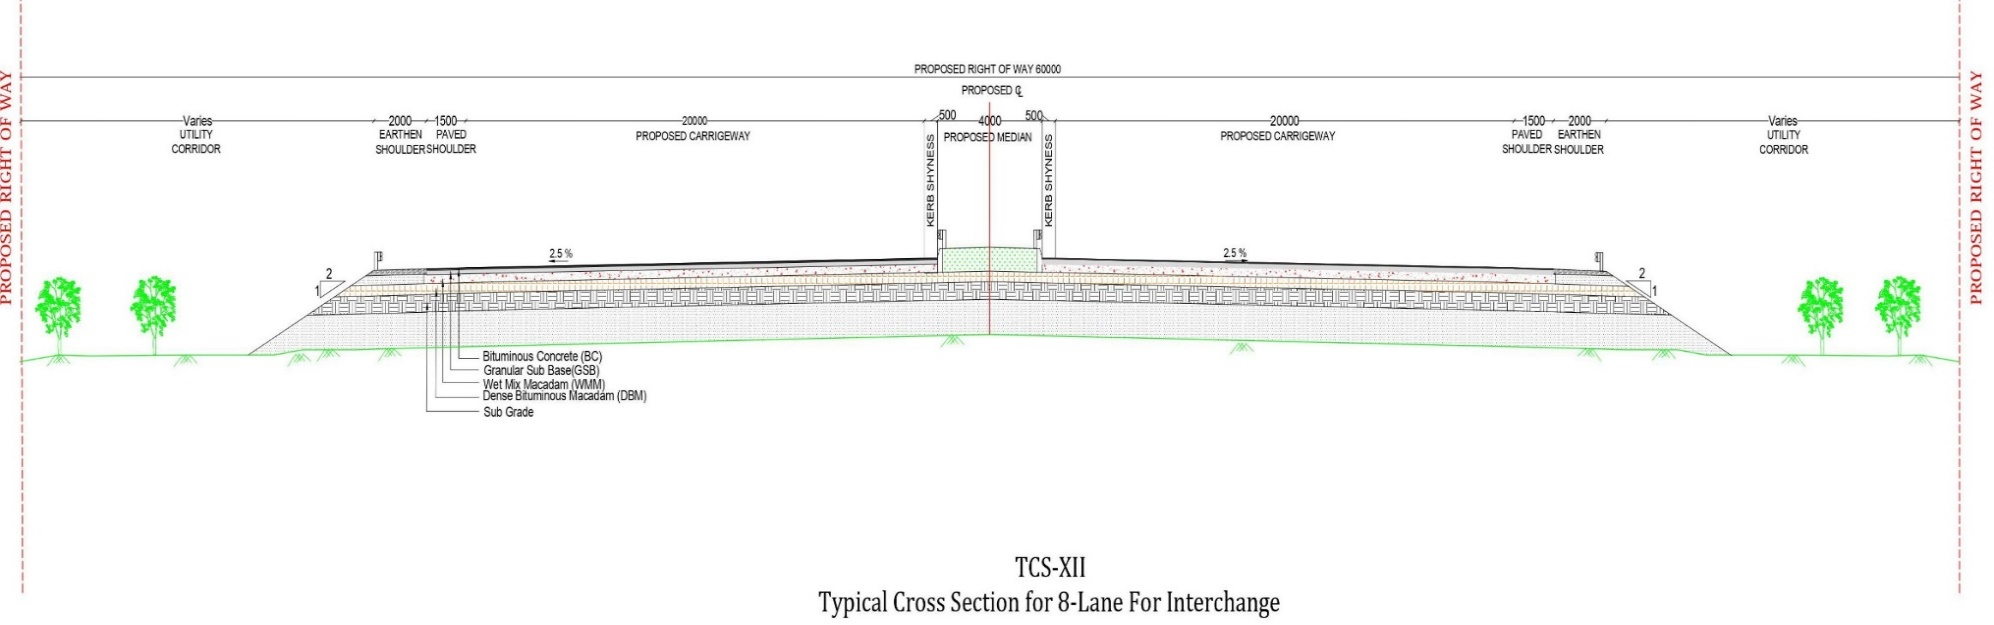 PROPOSED RIGHT OF WAY 60000
PROPOSED ℄
Varies
UTILITY
CORRIDOR
2000
EARTHEN
SHOULDER
1500
PAVED
SHOULDER
20000
PROPOSED CARRIGEWAY
500
KERB SHYNESS
4000
PROPOSED MEDIAN
500
KERB SHYNESS
20000
PROPOSED CARRIGEWAY
1500
PAVED
SHOULDER
2000
EARTHEN
SHOULDER
Varies
UTILITY
CORRIDOR
PROPOSED RIGHT OF WAY
PROPOSED RIGHT OF WAY
2.5 %
2.5 %
2
1
2
1
Bituminous Concrete (BC)
Granular Sub Base(GSB)
Wet Mix Macadam (WMM)
Dense Bituminous Macadam (DBM)
Sub Grade
TCS-XII
Typical Cross Section for 8-Lane For Interchange